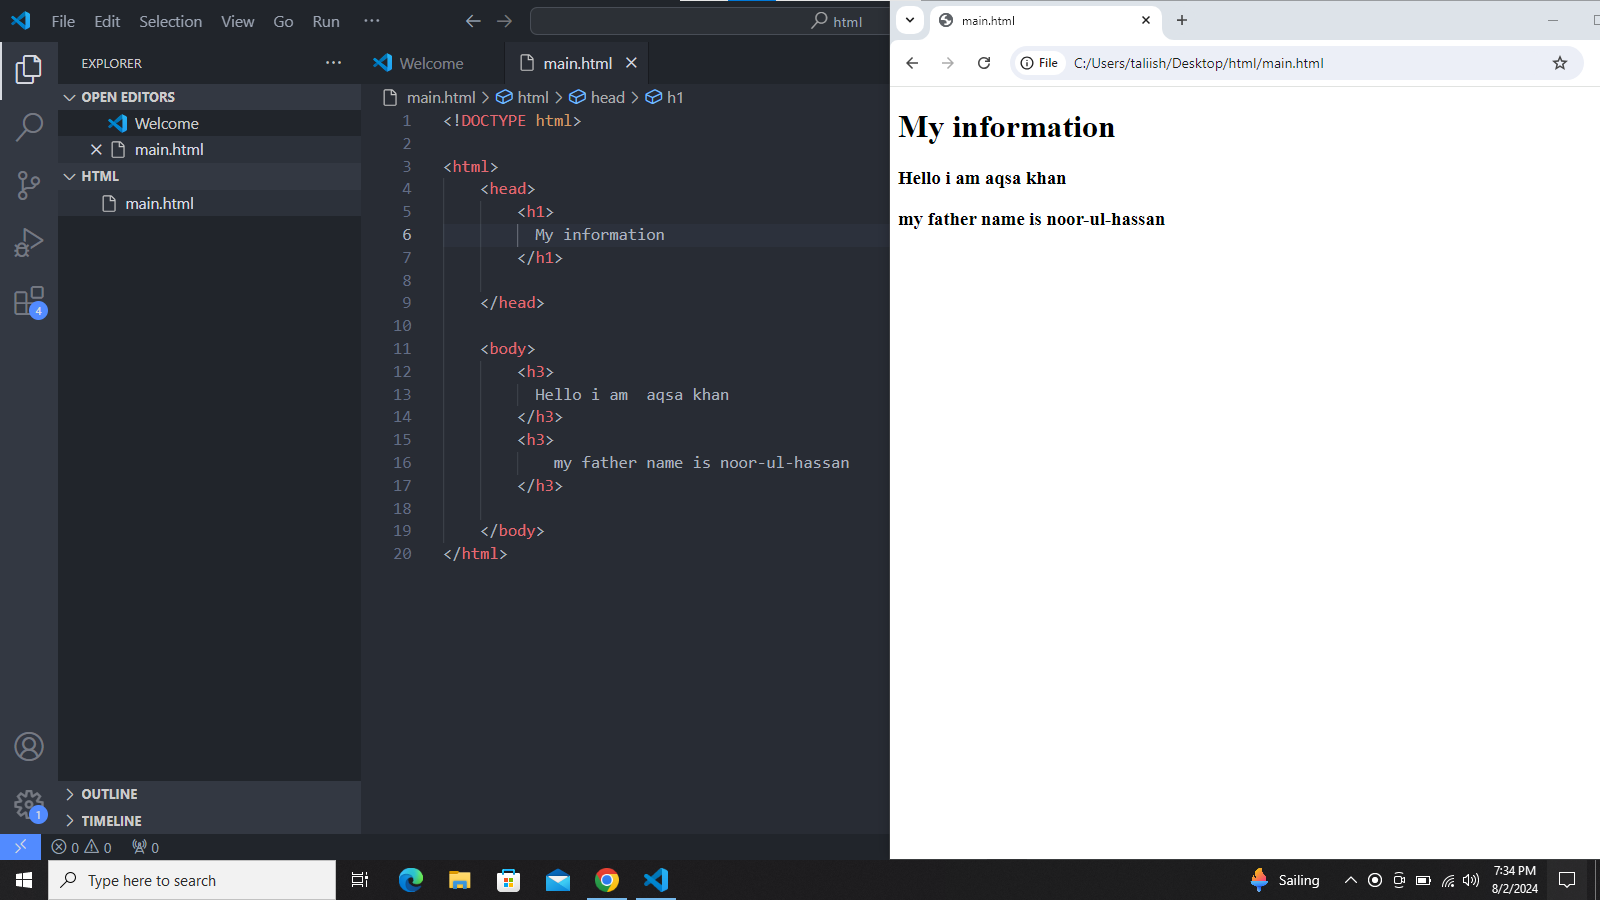 File Edit Selection View Go Run ···
html
EXPLORER ···
OPEN EDITORS
Welcome
main.html
HTML
main.html
OUTLINE
TIMELINE
Welcome
main.html
main.html > html > head > h1
1 <!DOCTYPE html>
2
3 <html>
4 <head>
5 <h1>
6 My information
7 </h1>
8
9 </head>
10
11 <body>
12 <h3>
13 Hello i am  aqsa khan
14 </h3>
15 <h3>
16 my father name is noor-ul-hassan
17 </h3>
18
19 </body>
20 </html>
4
1
0 0 0
main.html
File C:/Users/taliish/Desktop/html/main.html
My information
Hello i am aqsa khan
my father name is noor-ul-hassan
Type here to search
Sailing
7:34 PM
8/2/2024